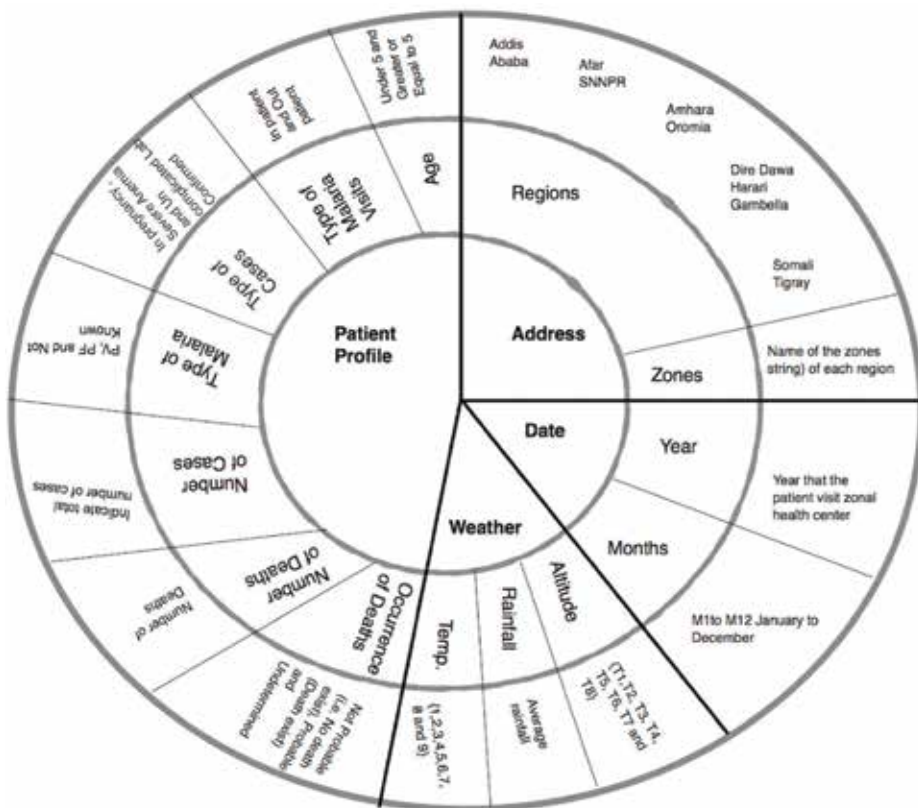 Patient
Profile
Address
Date
Weather
Age
Under 5 and
Greater or
Equal to 5
Type of
Malaria
Visits
In patient
and Out
patient
Type of
Cases
In pregnancy,
Severe Anemia
and Un
complicated Lab
Confirmed
Type of
Malaria
PV, PF and Not
Known
Number
of Cases
Indicate total
number of cases
Number
of Deaths
Number of
Deaths
Occurrence
of Deaths
Not Probable
(i.e. No death
exist), Probable
(Death exist)
and
Undetermined
Regions
Addis
Ababa
Afar
SNNPR
Amhara
Oromia
Dire Dawa
Harari
Gambella
Somali
Tigray
Zones
Name of the zones
string) of each region
Year
Year that the
patient visit zonal
health center
Months
M1to M12 January to
December
Altitude
(T1,T2, T3, T4,
T5, T6, T7 and
T8)
Rainfall
Average
rainfall
Temp.
(1,2,3,4,5,6,7,
8 and 9)